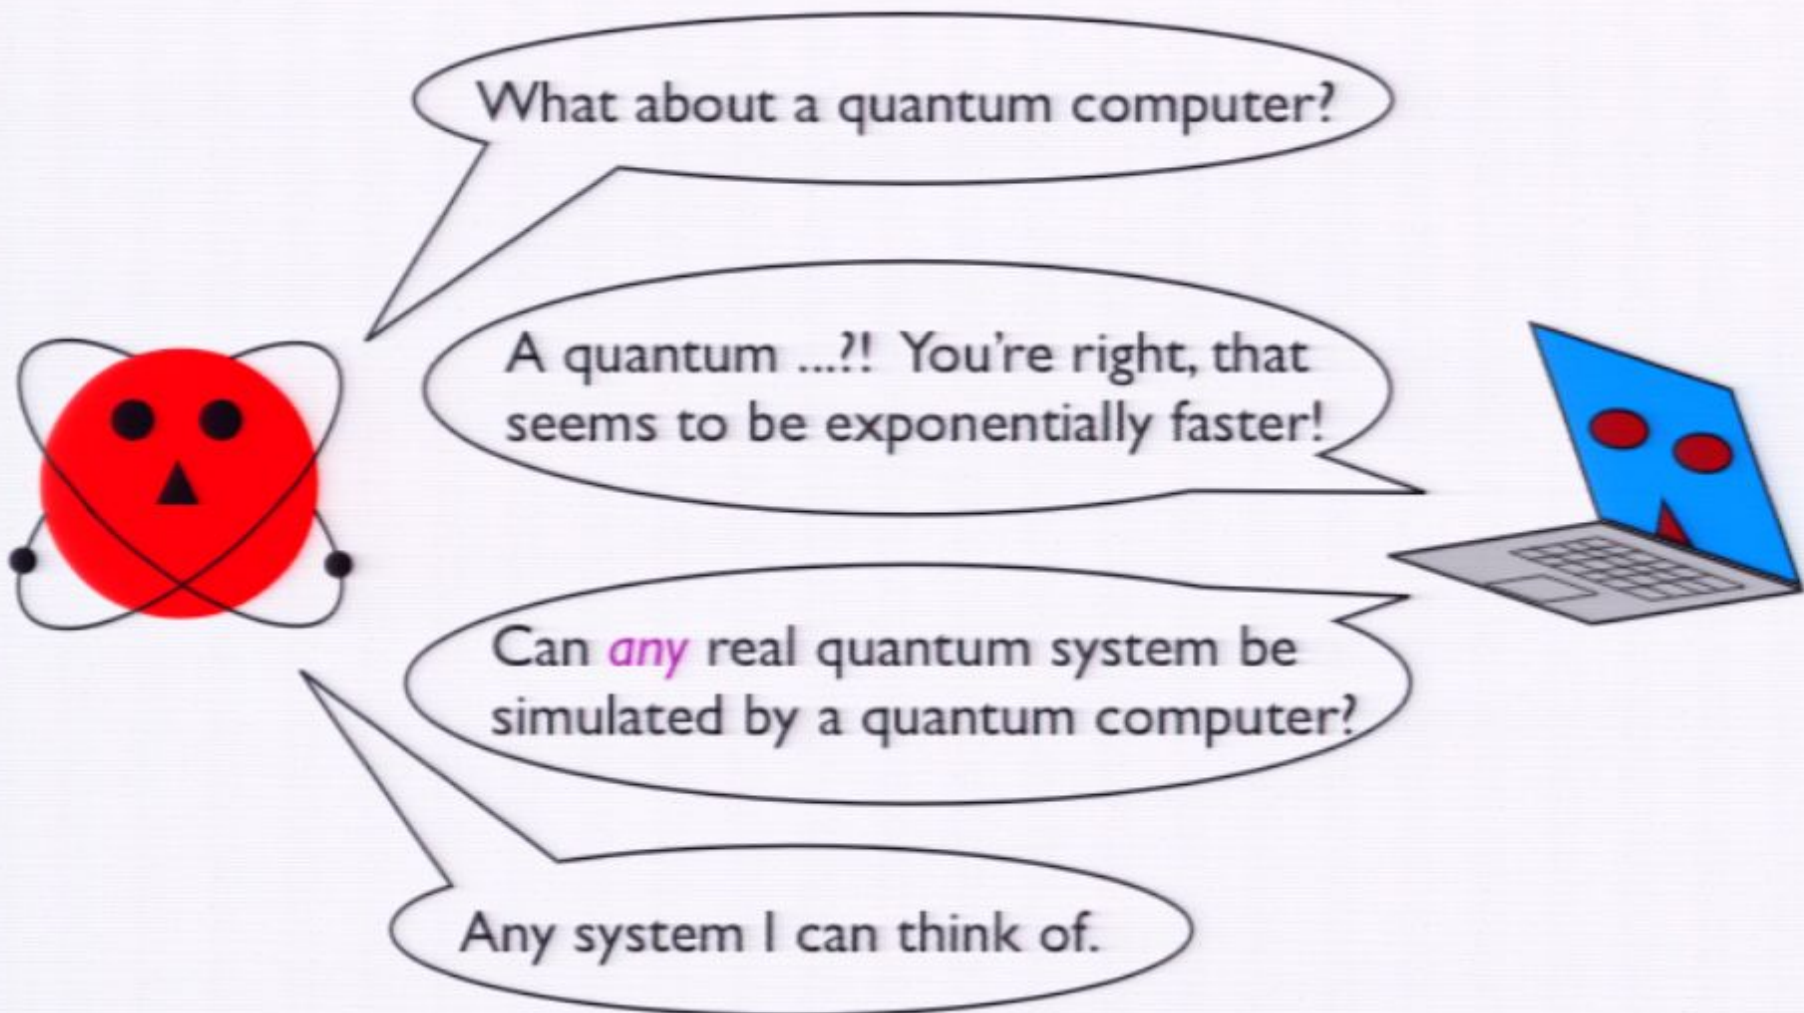 What about a quantum computer?
A quantum ...?! You're right, that
seems to be exponentially faster!
Can any real quantum system be
simulated by a quantum computer?
Any system I can think of.